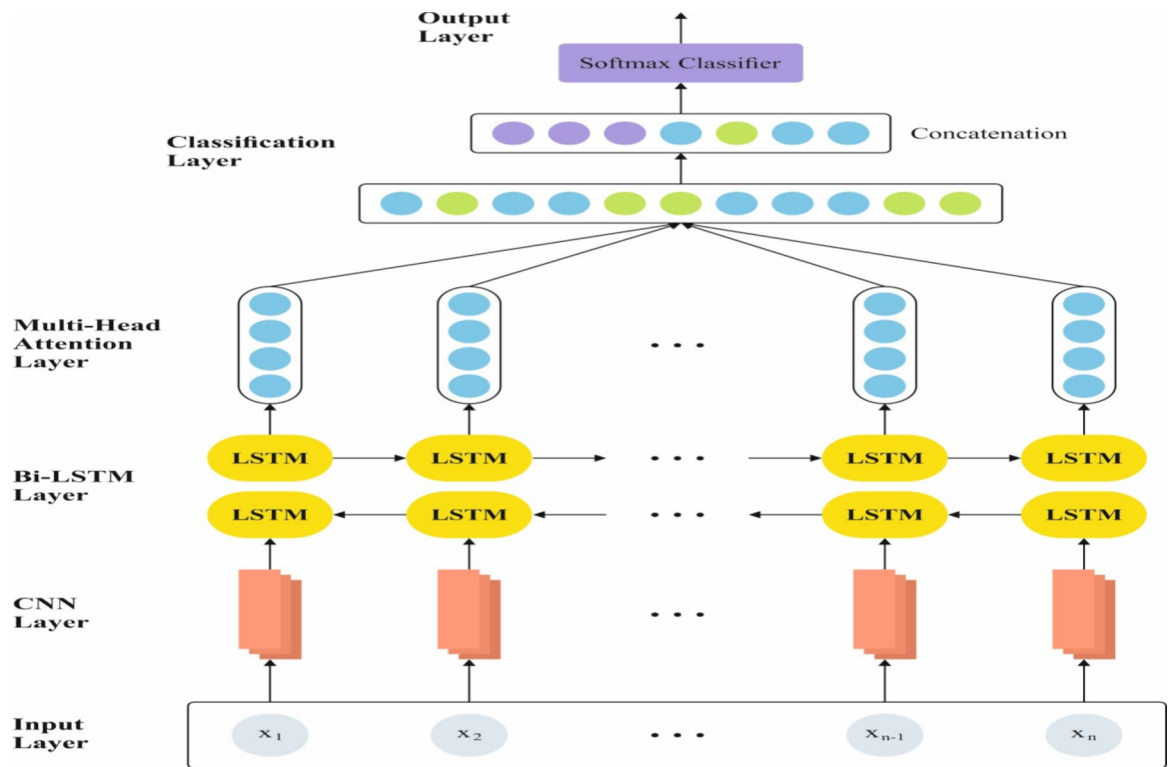 Output
Layer
Softmax Classifier
Classification
Layer
Concatenation
Multi-Head
Attention
Layer
. . .
LSTM LSTM . . . LSTM LSTM
Bi-LSTM
Layer
LSTM LSTM . . . LSTM LSTM
CNN
Layer
. . .
Input
Layer
x1 x2 . . . xn-1 xn